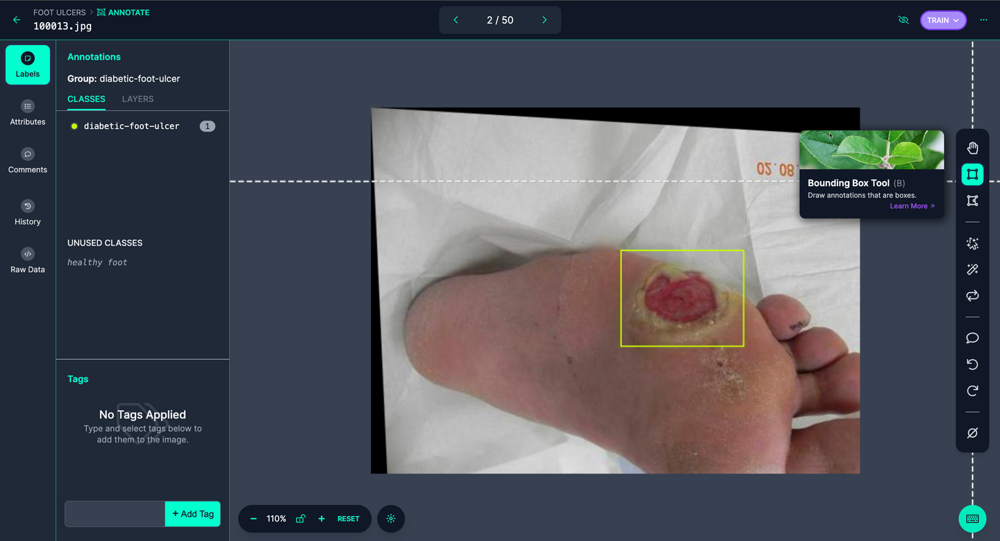 FOOT ULCERS > ANNOTATE
100013.jpg
2 / 50
TRAIN
Labels
Attributes
Comments
History
Raw Data
Annotations
Group: diabetic-foot-ulcer
CLASSES LAYERS
diabetic-foot-ulcer 1
UNUSED CLASSES
healthy foot
Tags
No Tags Applied
Type and select tags below to
add them to the image.
+ Add Tag
02.08.
Bounding Box Tool (B)
Draw annotations that are boxes.
Learn More »
110% RESET